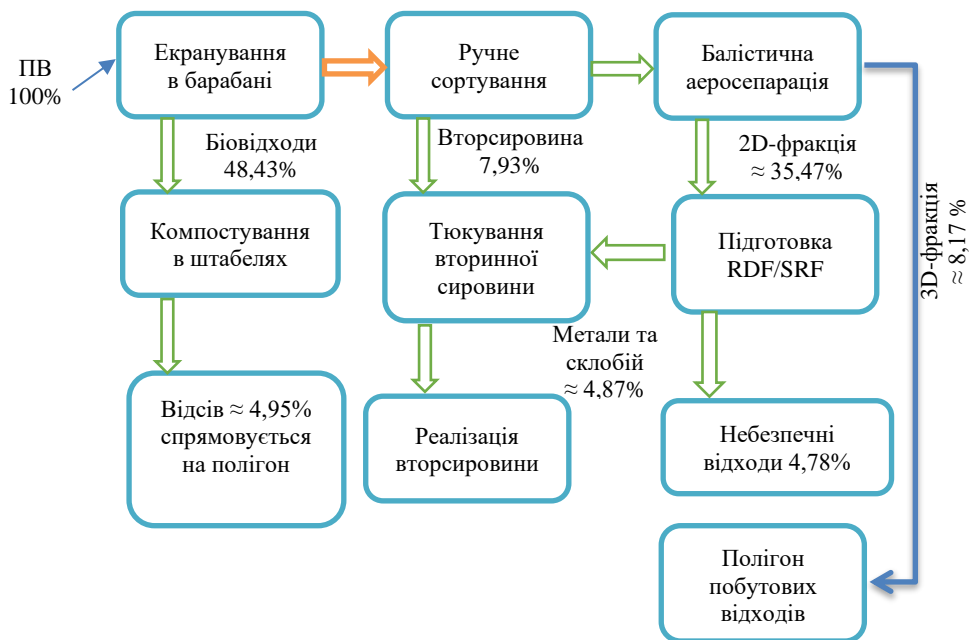 ПВ
100%
Екранування
в барабані
Ручне
сортування
Балістична
аеросепарація
Біовідходи
48,43%
Вторсировина
7,93%
2D-фракція
≈ 35,47%
3D-фракція
≈ 8,17 %
Компостування
в штабелях
Тюкування
вторинної
сировини
Підготовка
RDF/SRF
Метали та
склобій
≈ 4,87%
Відсів ≈ 4,95%
спрямовується
на полігон
Реалізація
вторсировини
Небезпечні
відходи 4,78%
Полігон
побутових
відходів